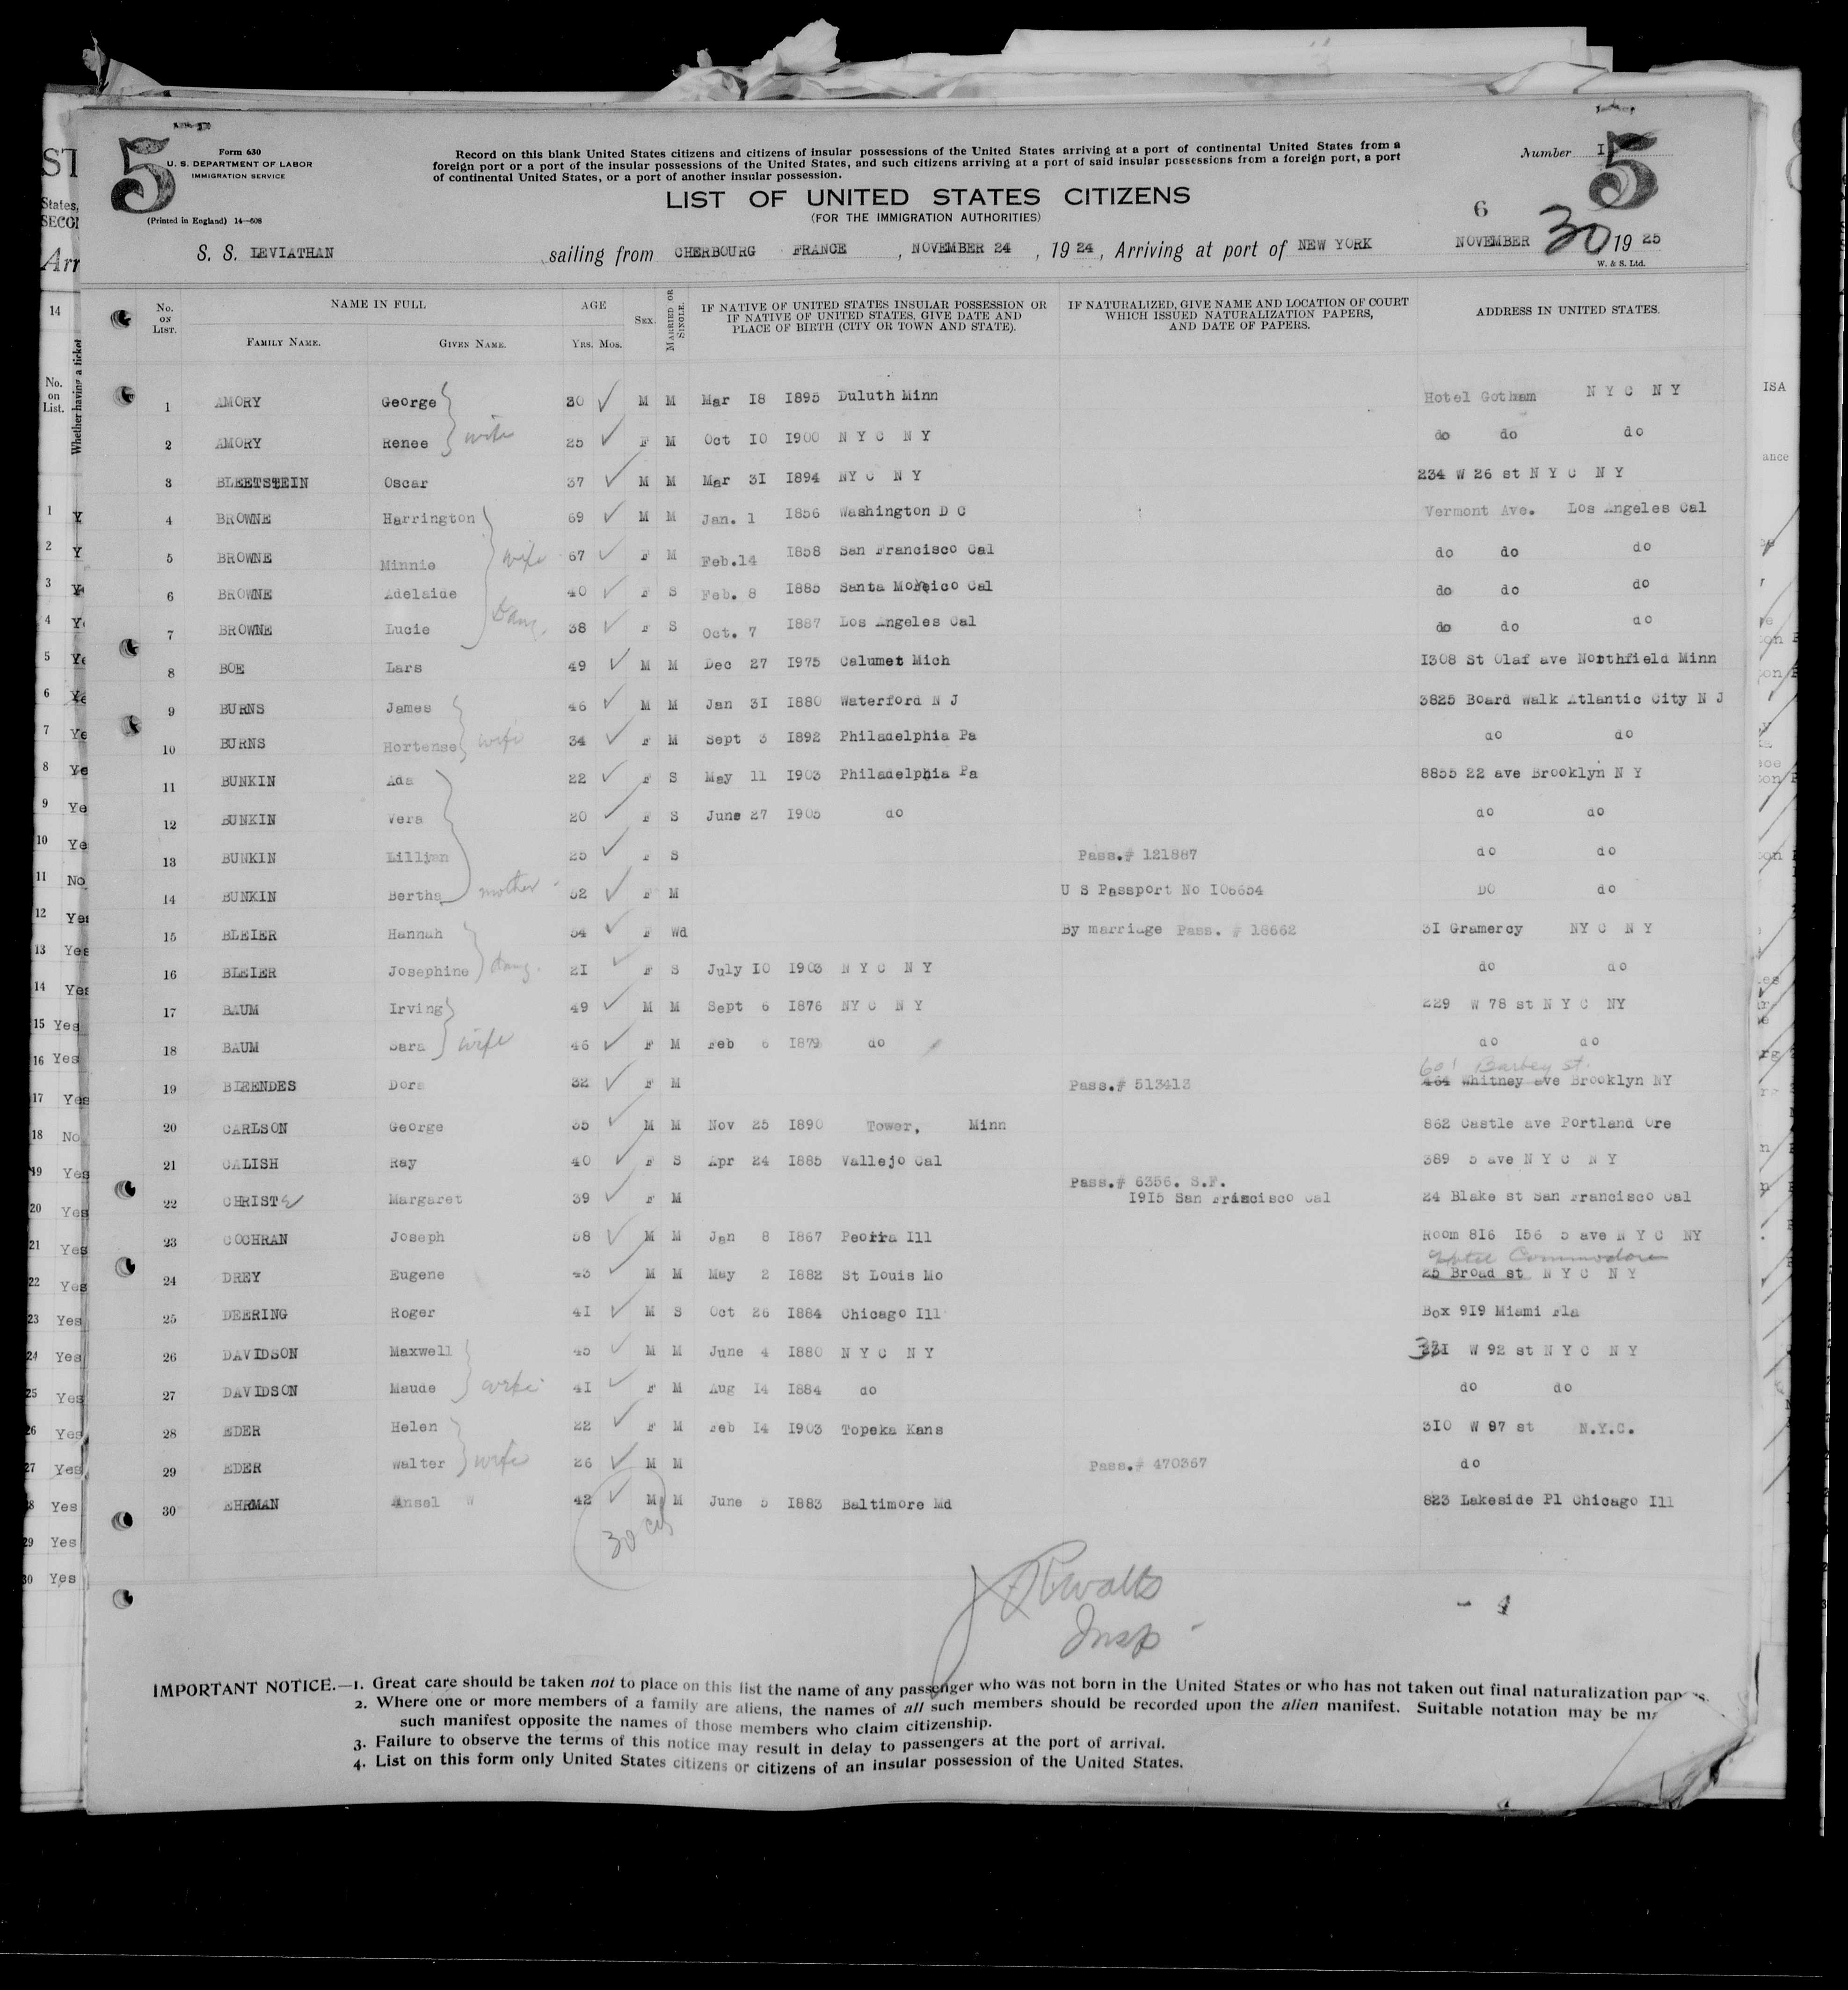 5
Form 630
U. S. DEPARTMENT OF LABOR
IMMIGRATION SERVICE
(Printed in England) 14—608
Record on this blank United States citizens and citizens of insular possessions of the United States arriving at a port of continental United States from a
foreign port or a port of the insular possessions of the United States, and such citizens arriving at a port of said insular possessions from a foreign port, a port
of continental United States, or a port of another insular possession.
LIST OF UNITED STATES CITIZENS
(FOR THE IMMIGRATION AUTHORITIES)
Number I
5
6
S. S. LEVIATHAN sailing from CHERBOURG FRANCE, NOVEMBER 24, 1924, Arriving at port of NEW YORK NOVEMBER 30 1925
W. & S. Ltd.
No. on List. NAME IN FULL FAMILY NAME. GIVEN NAME. AGE YRS. MOS. SEX. MARRIED OR SINGLE. IF NATIVE OF UNITED STATES INSULAR POSSESSION OR IF NATIVE OF UNITED STATES, GIVE DATE AND PLACE OF BIRTH (CITY OR TOWN AND STATE). IF NATURALIZED, GIVE NAME AND LOCATION OF COURT WHICH ISSUED NATURALIZATION PAPERS, AND DATE OF PAPERS. ADDRESS IN UNITED STATES.
1 AMORY George 30 M M Mar 18 1895 Duluth Minn Hotel Gotham N Y C N Y
2 AMORY Renee wife 25 F M Oct 10 1900 N Y C N Y do do do
3 BLEETSTEIN Oscar 37 M M Mar 31 1894 NY C N Y 234 W 26 st N Y C N Y
4 BROWNE Harrington 69 M M Jan. 1 1856 Washington D C Vermont Ave. Los Angeles Cal
5 BROWNE Minnie wife 67 F M Feb.14 1858 San Francisco Cal do do do
6 BROWNE Adelaide 40 F S Feb. 8 1885 Santa Moneico Cal do do do
7 BROWNE Lucie Daug. 38 F S Oct. 7 1887 Los Angeles Cal do do do
8 BOE Lars 49 M M Dec 27 1975 Calumet Mich 1308 St Olaf ave Northfield Minn
9 BURNS James 46 M M Jan 31 1880 Waterford N J 3825 Board Walk Atlantic City N J
10 BURNS Hortense wife 34 F M Sept 3 1892 Philadelphia Pa do do
11 BUNKIN Ada 22 F S May 11 1903 Philadelphia Pa 8855 22 ave Brooklyn N Y
12 BUNKIN Vera 20 F S June 27 1905 do do do
13 BUNKIN Lillian 25 F S Pass.# 121887 do do
14 BUNKIN Bertha mother 52 F M U S Passport No 108654 DO do
15 BLEIER Hannah 54 F Wd By marriage Pass. # 18662 31 Gramercy NY C N Y
16 BLEIER Josephine daug. 21 F S July 10 1903 N Y C N Y do do
17 BAUM Irving 49 M M Sept 6 1876 NY C N Y 229 W 78 st N Y C NY
18 BAUM Sara wife 46 F M Feb 6 1879 do do do
601 Barbey st.
19 BIEENDES Dora 32 F M Pass.# 513413 464 Whitney ave Brooklyn NY
20 CARLSON George 35 M M Nov 25 1890 Tower, Minn 862 Castle ave Portland Ore
21 CALISH Ray 40 F S Apr 24 1885 Vallejo Cal 389 5 ave N Y C N Y
Pass.# 6356. S.F.
22 CHRIST Margaret 39 F M 1915 San Francisco Cal 24 Blake st San Francisco Cal
23 COCHRAN Joseph 58 M M Jan 8 1867 Peoria Ill Room 816 156 5 ave N Y C NY
Hotel Commodore
24 DREY Eugene 43 M M May 2 1882 St Louis Mo 25 Broad st N Y C N Y
25 DEERING Roger 41 M S Oct 26 1884 Chicago Ill Box 919 Miami Fla
26 DAVIDSON Maxwell 45 M M June 4 1880 N Y C N Y 331 W 92 st N Y C N Y
27 DAVIDSON Maude wife 41 F M Aug 14 1884 do do do
28 EDER Helen 22 F M Feb 14 1903 Topeka Kans 310 W 87 st N.Y.C.
29 EDER Walter wife 26 M M Pass.# 470367 do
30 EHRMAN Ansel W 42 M M June 5 1883 Baltimore Md 823 Lakeside Pl Chicago Ill
30
Insp
IMPORTANT NOTICE.—1. Great care should be taken not to place on this list the name of any passenger who was not born in the United States or who has not taken out final naturalization papers.
2. Where one or more members of a family are aliens, the names of all such members should be recorded upon the alien manifest. Suitable notation may be
such manifest opposite the names of those members who claim citizenship.
3. Failure to observe the terms of this notice may result in delay to passengers at the port of arrival.
4. List on this form only United States citizens or citizens of an insular possession of the United States.